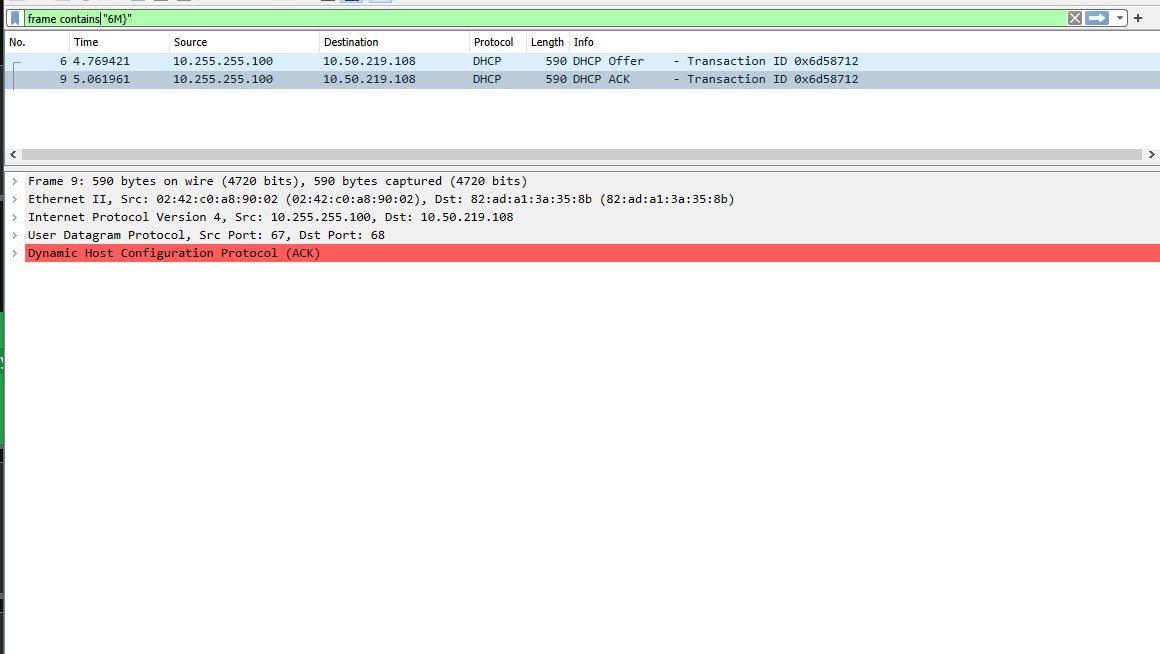 frame contains "6M}"
No. Time Source Destination Protocol Length Info
6 4.769421 10.255.255.100 10.50.219.108 DHCP 590 DHCP Offer - Transaction ID 0x6d58712
9 5.061961 10.255.255.100 10.50.219.108 DHCP 590 DHCP ACK - Transaction ID 0x6d58712
Frame 9: 590 bytes on wire (4720 bits), 590 bytes captured (4720 bits)
Ethernet II, Src: 02:42:c0:a8:90:02 (02:42:c0:a8:90:02), Dst: 82:ad:a1:3a:35:8b (82:ad:a1:3a:35:8b)
Internet Protocol Version 4, Src: 10.255.255.100, Dst: 10.50.219.108
User Datagram Protocol, Src Port: 67, Dst Port: 68
Dynamic Host Configuration Protocol (ACK)